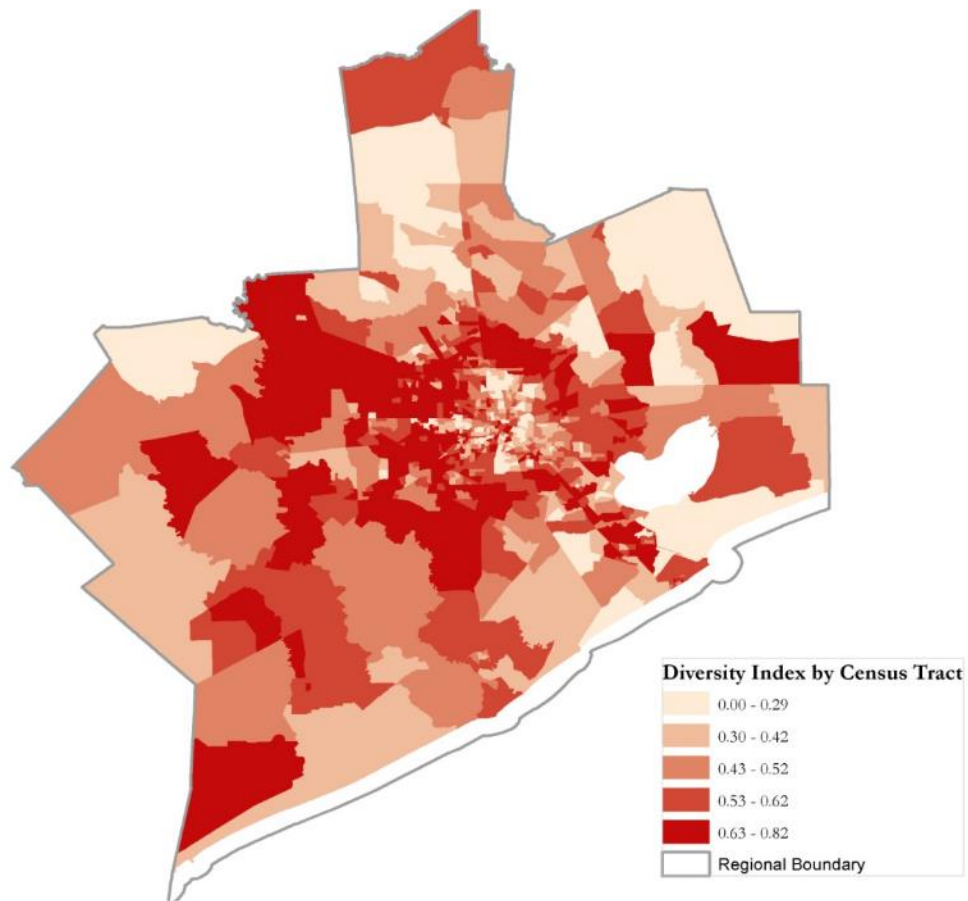 Diversity Index by Census Tract
0.00 - 0.29
0.30 - 0.42
0.43 - 0.52
0.53 - 0.62
0.63 - 0.82
Regional Boundary